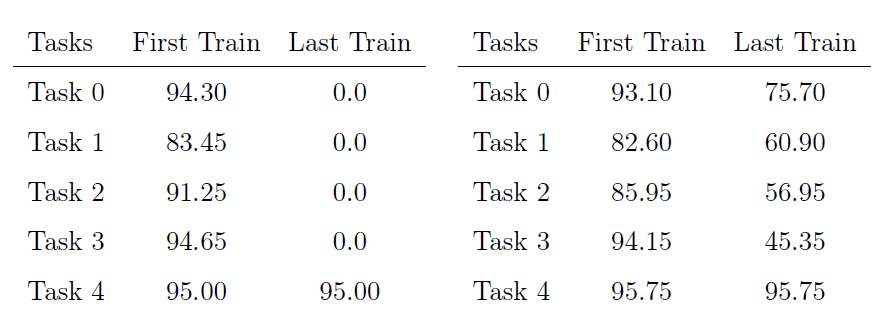 Tasks First Train Last Train Tasks First Train Last Train
Task 0 94.30 0.0 Task 0 93.10 75.70
Task 1 83.45 0.0 Task 1 82.60 60.90
Task 2 91.25 0.0 Task 2 85.95 56.95
Task 3 94.65 0.0 Task 3 94.15 45.35
Task 4 95.00 95.00 Task 4 95.75 95.75